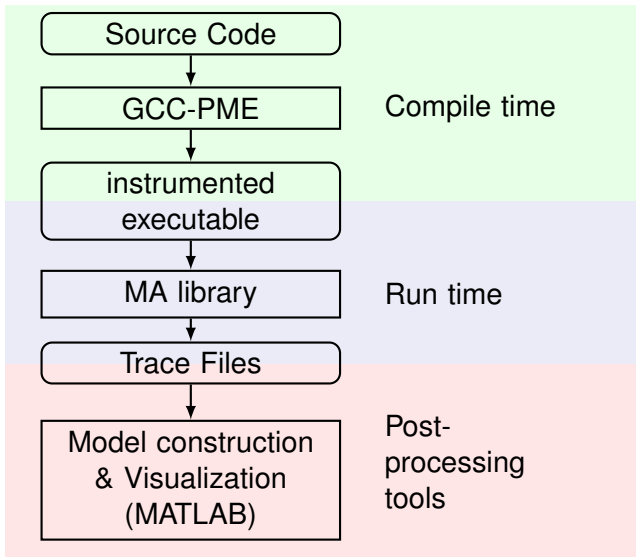 Source Code
GCC-PME
Compile time
instrumented
executable
MA library
Run time
Trace Files
Model construction
& Visualization
(MATLAB)
Post-
processing
tools